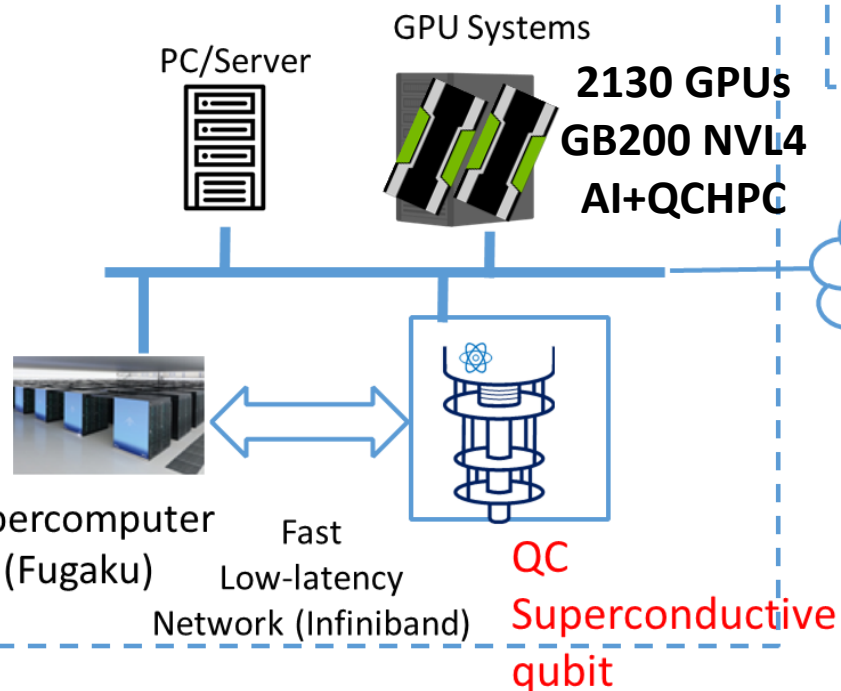 GPU Systems
PC/Server
2130 GPUs
GB200 NVL4
AI+QCHPC
percomputer
(Fugaku)
Fast
Low-latency
Network (Infiniband)
QC
Superconductive
qubit